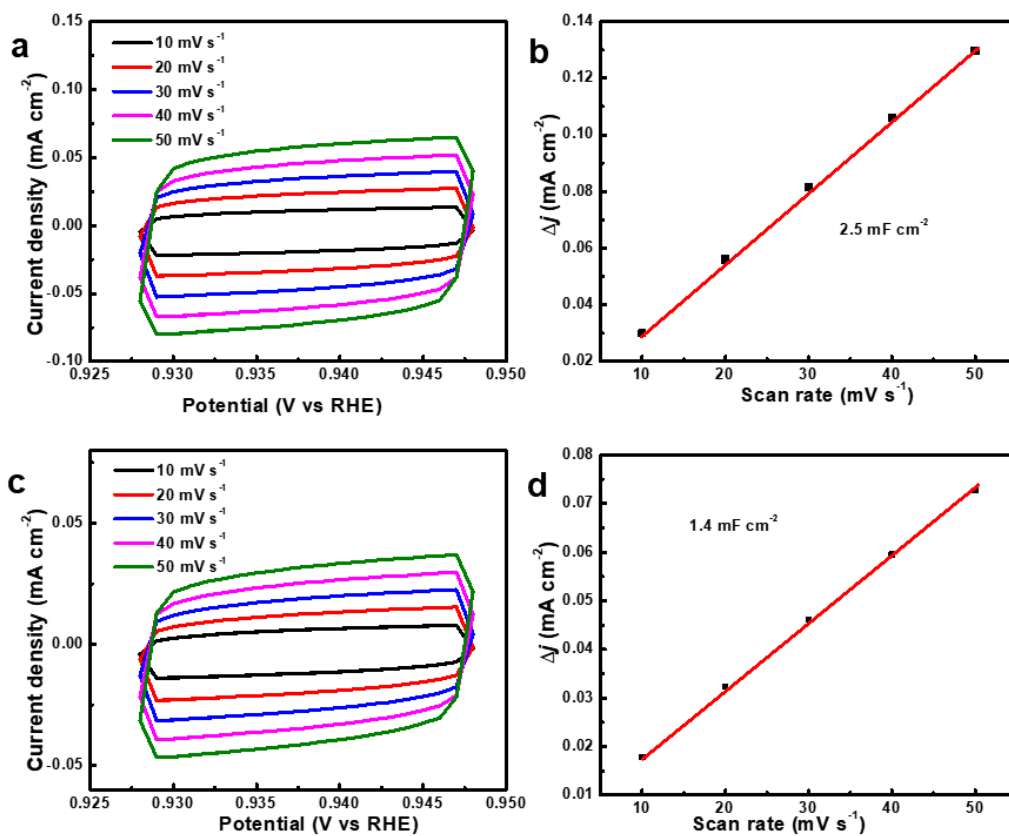 a
10 mV s⁻¹
20 mV s⁻¹
30 mV s⁻¹
40 mV s⁻¹
50 mV s⁻¹
0.15
0.10
0.05
0.00
-0.05
-0.10
Current density (mA cm⁻²)
0.925 0.930 0.935 0.940 0.945 0.950
Potential (V vs RHE)
b
0.12
0.10
0.08
0.06
0.04
0.02
Δj (mA cm⁻²)
2.5 mF cm⁻²
10 20 30 40 50
Scan rate (mV s⁻¹)
c
10 mV s⁻¹
20 mV s⁻¹
30 mV s⁻¹
40 mV s⁻¹
50 mV s⁻¹
0.05
0.00
-0.05
Current density (mA cm⁻²)
0.925 0.930 0.935 0.940 0.945 0.950
Potential (V vs RHE)
d
0.08
0.07
0.06
0.05
0.04
0.03
0.02
0.01
Δj (mA cm⁻²)
1.4 mF cm⁻²
10 20 30 40 50
Scan rate (mV s⁻¹)